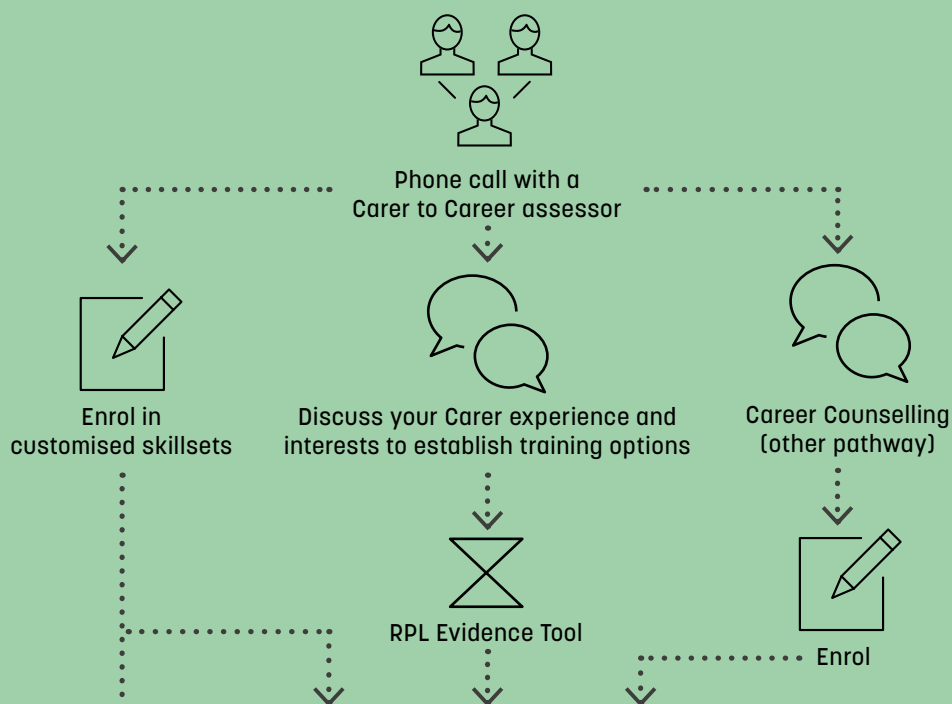 Phone call with a
Carer to Career assessor
Enrol in
customised skillsets
Discuss your Carer experience and
interests to establish training options
Career Counselling
(other pathway)
RPL Evidence Tool
Enrol